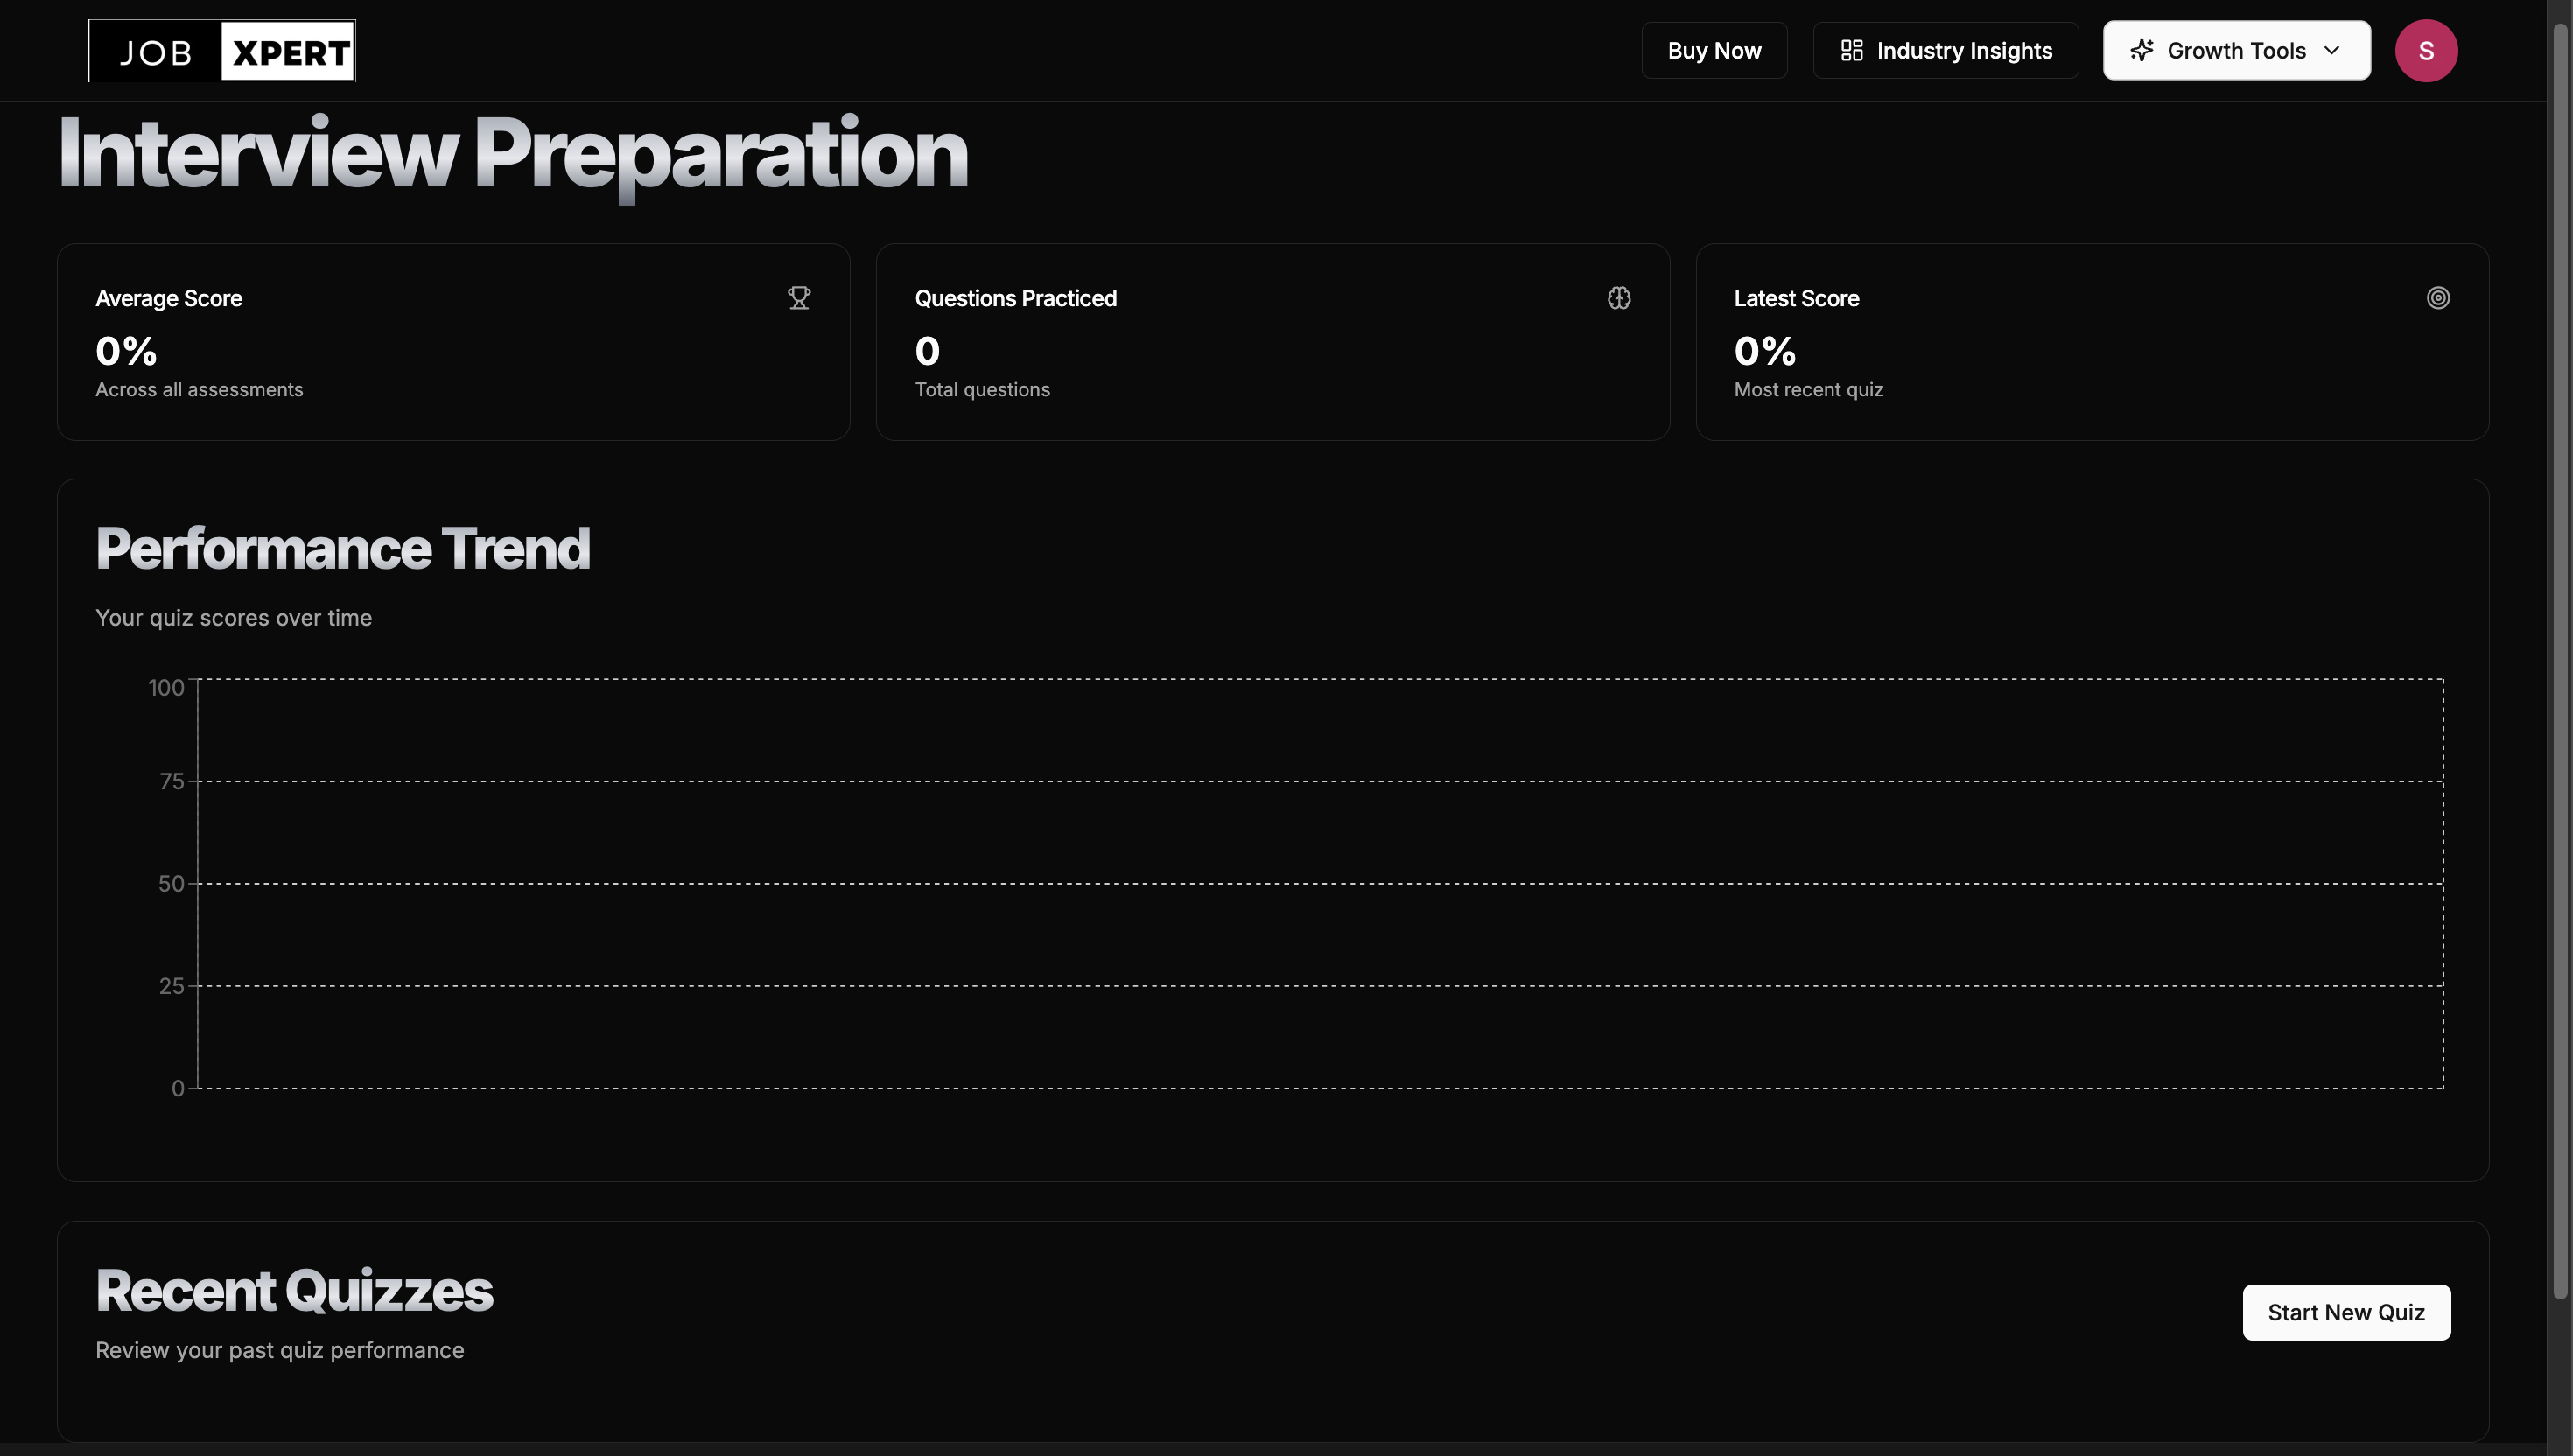 JOB XPERT
Buy Now
Industry Insights
Growth Tools
S
Interview Preparation
Average Score
0%
Across all assessments
Questions Practiced
0
Total questions
Latest Score
0%
Most recent quiz
Performance Trend
Your quiz scores over time
100
75
50
25
0
Recent Quizzes
Review your past quiz performance
Start New Quiz